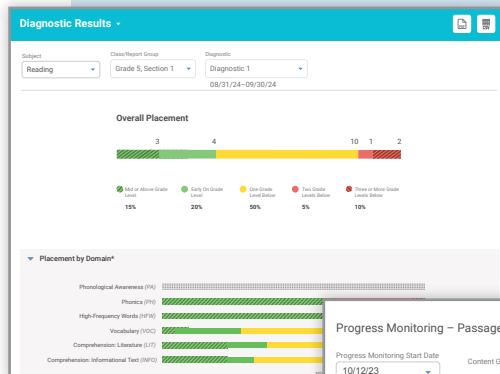 Diagnostic Results
Subject
Class/Report Group
Diagnostic
Reading
Grade 5, Section 1
Diagnostic 1
08/31/24–09/30/24
Overall Placement
3 4 10 1 2
Mid or Above Grade Level
Early On Grade Level
One Grade Level Below
Two Grade Levels Below
Three or More Grade Levels Below
15% 20% 50% 5% 10%
Placement by Domain*
Phonological Awareness (PA)
Phonics (PH)
High-Frequency Words (HFW)
Vocabulary (VOC)
Comprehension: Literature (LIT)
Comprehension: Informational Text (INFO)
Progress Monitoring – Passage
Progress Monitoring Start Date
Content G
10/12/23